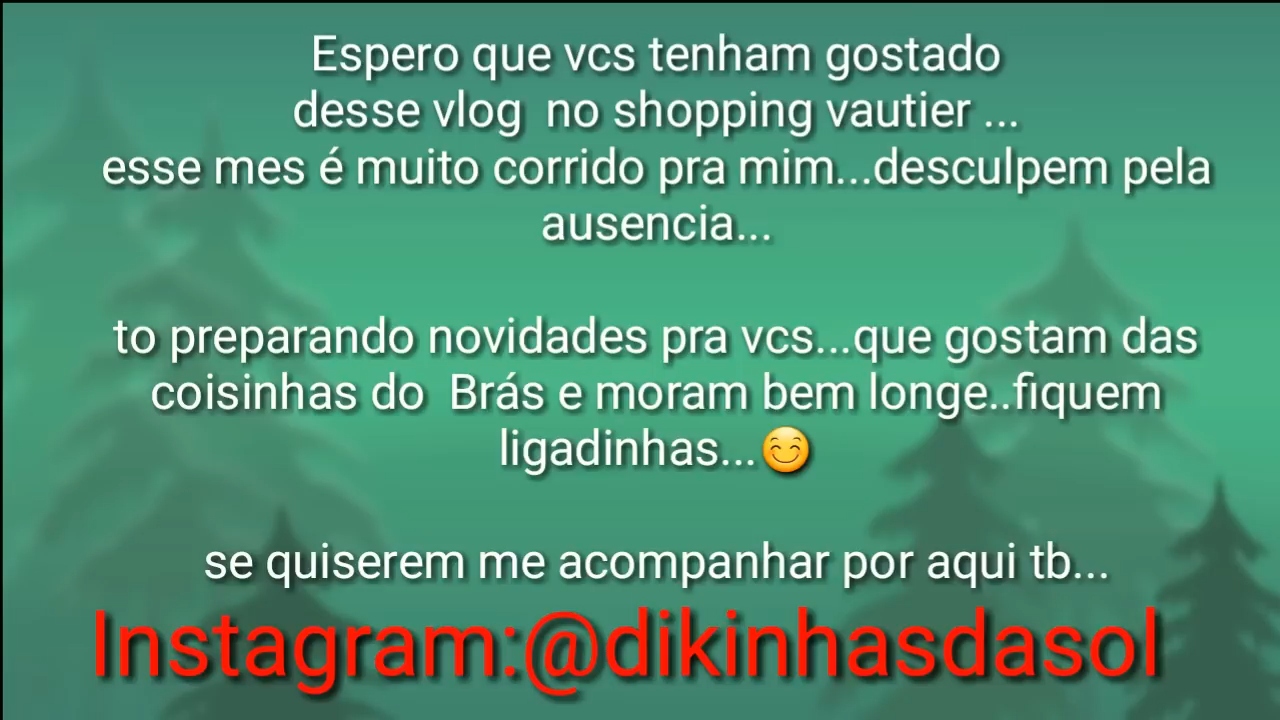 Espero que vcs tenham gostado
desse vlog  no shopping vautier ...
esse mes é muito corrido pra mim...desculpem pela
ausencia...
to preparando novidades pra vcs...que gostam das
coisinhas do  Brás e moram bem longe..fiquem
ligadinhas...😊
se quiserem me acompanhar por aqui tb...
Instagram:@dikinhasdasol